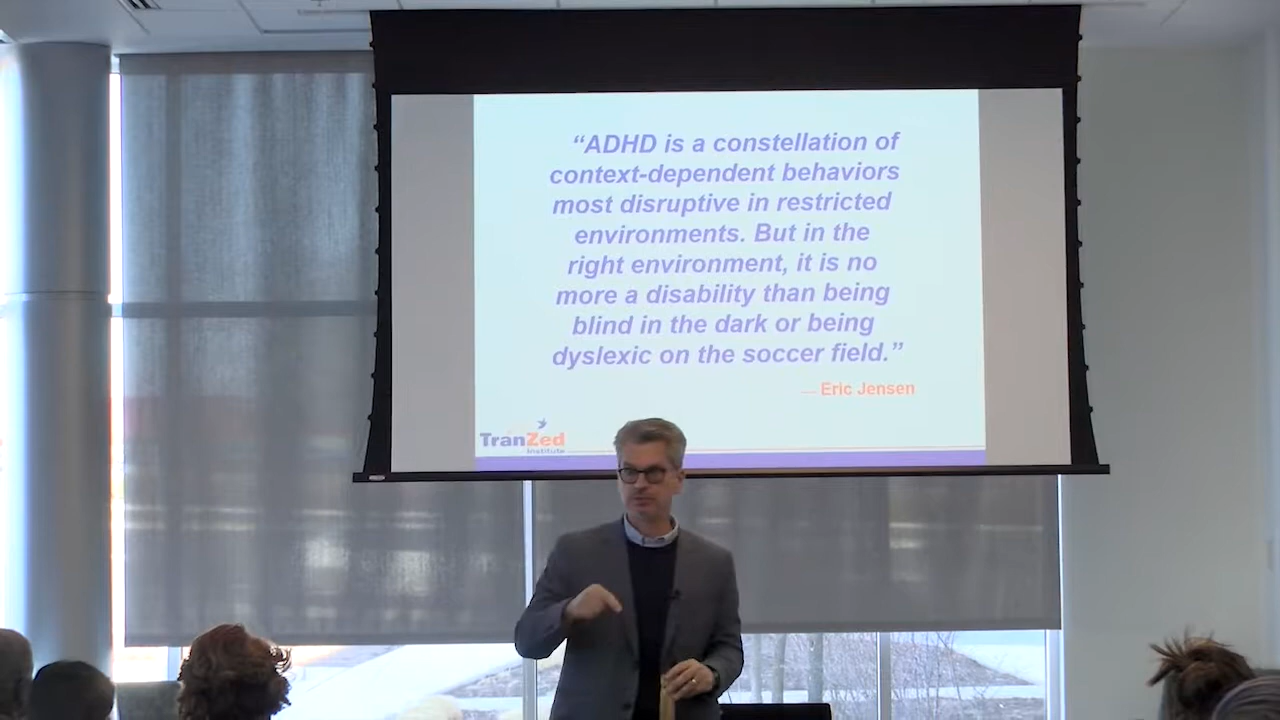 “ADHD is a constellation of
context-dependent behaviors
most disruptive in restricted
environments. But in the
right environment, it is no
more a disability than being
blind in the dark or being
dyslexic on the soccer field.”
— Eric Jensen
TranZed
Institute